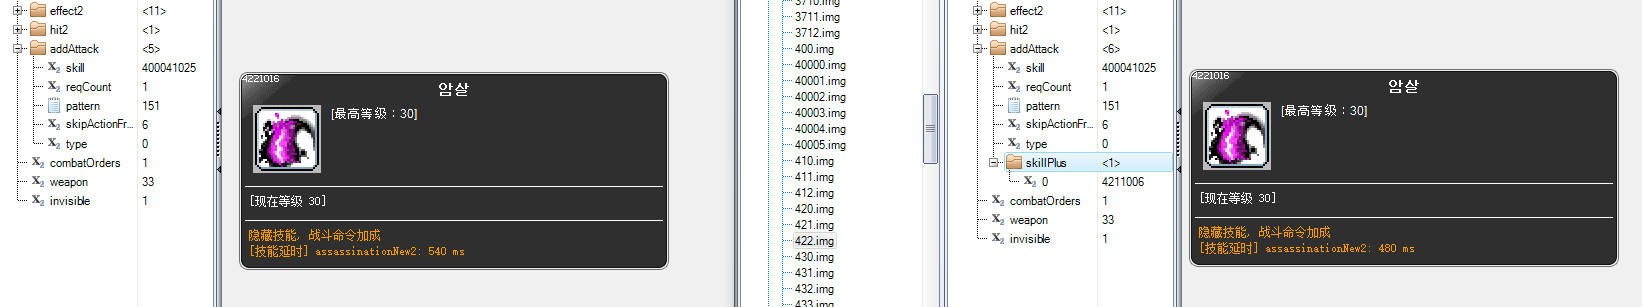 effect2 <11>
hit2 <1>
addAttack <5>
skill 400041025
reqCount 1
pattern 151
skipActionFr... 6
type 0
combatOrders 1
weapon 33
invisible 1
4221016
암살
[最高等级：30]
[现在等级 30]
隐藏技能, 战斗命令加成
[技能延时] assassinationNew2: 540 ms
3710.img
3711.img
3712.img
400.img
40000.img
40001.img
40002.img
40003.img
40004.img
40005.img
410.img
411.img
412.img
420.img
421.img
422.img
430.img
431.img
432.img
433.img
effect2 <11>
hit2 <1>
addAttack <6>
skill 400041025
reqCount 1
pattern 151
skipActionFr... 6
type 0
skillPlus <1>
0 4211006
combatOrders 1
weapon 33
invisible 1
4221016
암살
[最高等级：30]
[现在等级 30]
隐藏技能, 战斗命令加成
[技能延时] assassinationNew2: 480 ms